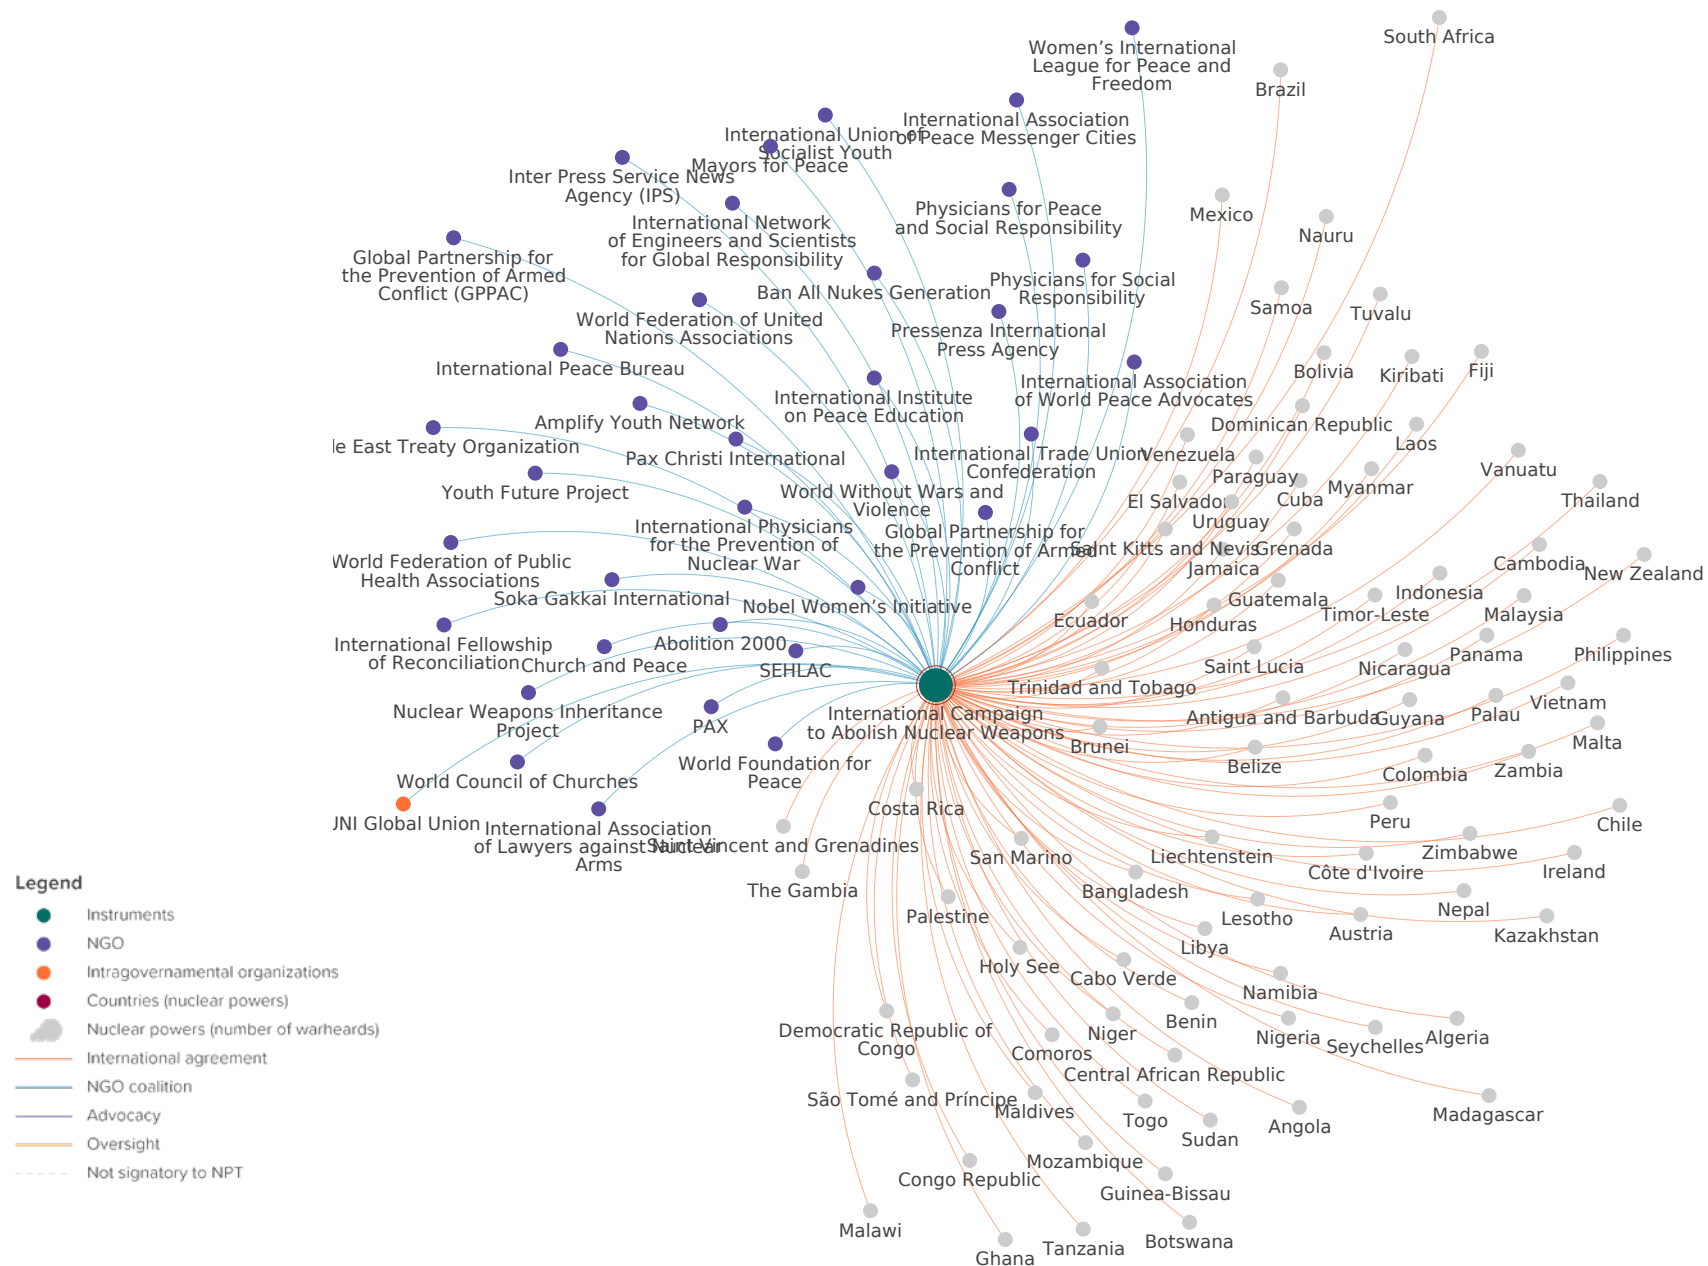 South Africa
Women’s International
League for Peace and
Freedom
Brazil
International Association
of Peace Messenger Cities
International Union of
Socialist Youth
Mayors for Peace
Inter Press Service News
Agency (IPS)
Physicians for Peace
and Social Responsibility
Mexico
International Network
of Engineers and Scientists
for Global Responsibility
Nauru
Global Partnership for
the Prevention of Armed
Conflict (GPPAC)
Physicians for Social
Responsibility
Ban All Nukes Generation
Samoa
Tuvalu
World Federation of United
Nations Associations
Pressenza International
Press Agency
International Peace Bureau
Bolivia
Kiribati
Fiji
International Association
of World Peace Advocates
International Institute
on Peace Education
Amplify Youth Network
Dominican Republic
le East Treaty Organization
Laos
Pax Christi International
International Trade Union
Confederation
Venezuela
Paraguay
Vanuatu
Youth Future Project
World Without Wars and
Violence
El Salvador
Cuba
Myanmar
Thailand
International Physicians
for the Prevention of
Nuclear War
Uruguay
Global Partnership for
the Prevention of Armed
Conflict
Saint Kitts and Nevis
Grenada
World Federation of Public
Health Associations
Jamaica
Cambodia
New Zealand
Soka Gakkai International
Nobel Women’s Initiative
Ecuador
Guatemala
Honduras
Timor-Leste
Indonesia
Malaysia
International Fellowship
of Reconciliation
Church and Peace
Abolition 2000
SEHLAC
Saint Lucia
Nicaragua
Panama
Philippines
Trinidad and Tobago
Nuclear Weapons Inheritance
Project
PAX
International Campaign
to Abolish Nuclear Weapons
Antigua and Barbuda
Guyana
Palau
Vietnam
Brunei
Malta
World Foundation for
Peace
Belize
Colombia
Zambia
World Council of Churches
Costa Rica
Peru
Chile
UNI Global Union
International Association
of Lawyers against Nuclear
Arms
Saint Vincent and Grenadines
San Marino
Liechtenstein
Côte d'Ivoire
Zimbabwe
Ireland
The Gambia
Bangladesh
Palestine
Lesotho
Nepal
Austria
Kazakhstan
Libya
Holy See
Cabo Verde
Namibia
Democratic Republic of
Congo
Niger
Benin
Nigeria
Seychelles
Algeria
Comoros
Central African Republic
São Tomé and Príncipe
Maldives
Togo
Sudan
Angola
Madagascar
Mozambique
Congo Republic
Guinea-Bissau
Malawi
Ghana
Tanzania
Botswana
Legend
Instruments
NGO
Intragovernamental organizations
Countries (nuclear powers)
Nuclear powers (number of warheards)
International agreement
NGO coalition
Advocacy
Oversight
Not signatory to NPT